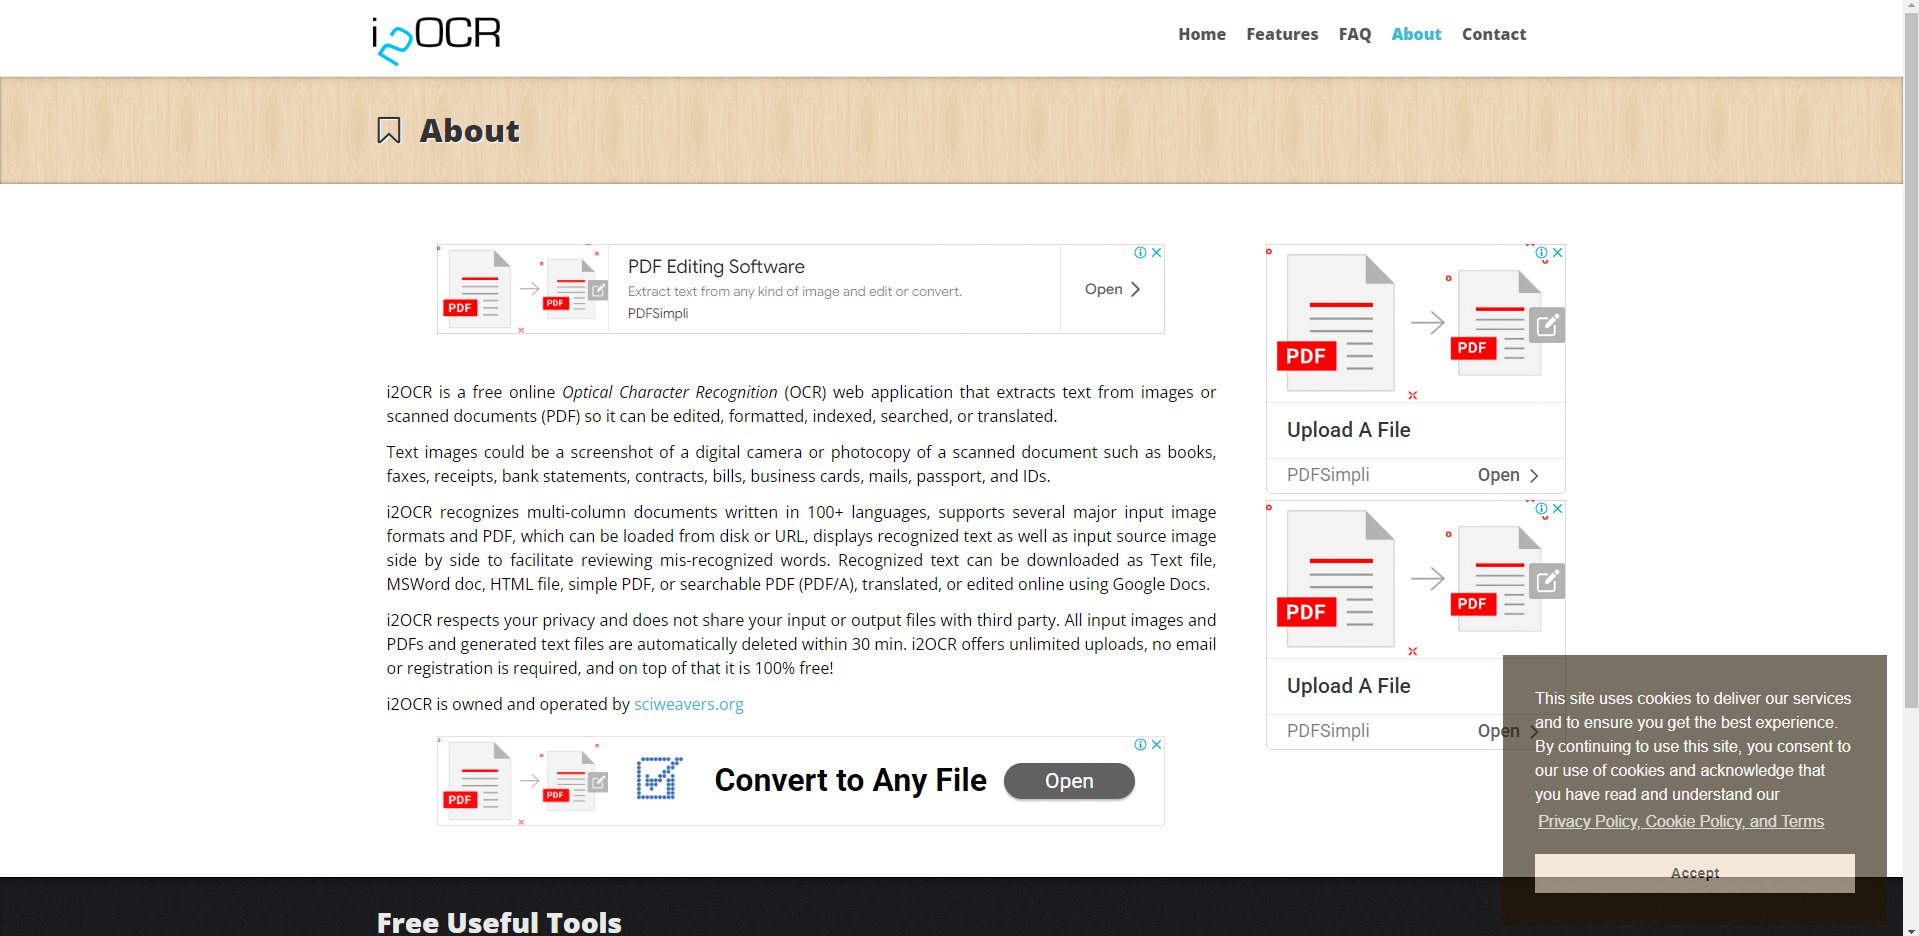 i2OCR
Home Features FAQ About Contact
About
PDF PDF
PDF Editing Software
Extract text from any kind of image and edit or convert.
PDFSimpli
Open
i2OCR is a free online Optical Character Recognition (OCR) web application that extracts text from images or
scanned documents (PDF) so it can be edited, formatted, indexed, searched, or translated.
Text images could be a screenshot of a digital camera or photocopy of a scanned document such as books,
faxes, receipts, bank statements, contracts, bills, business cards, mails, passport, and IDs.
i2OCR recognizes multi-column documents written in 100+ languages, supports several major input image
formats and PDF, which can be loaded from disk or URL, displays recognized text as well as input source image
side by side to facilitate reviewing mis-recognized words. Recognized text can be downloaded as Text file,
MSWord doc, HTML file, simple PDF, or searchable PDF (PDF/A), translated, or edited online using Google Docs.
i2OCR respects your privacy and does not share your input or output files with third party. All input images and
PDFs and generated text files are automatically deleted within 30 min. i2OCR offers unlimited uploads, no email
or registration is required, and on top of that it is 100% free!
i2OCR is owned and operated by sciweavers.org
PDF PDF
Convert to Any File
Open
PDF PDF
Upload A File
PDFSimpli Open
PDF PDF
Upload A File
PDFSimpli Open
This site uses cookies to deliver our services
and to ensure you get the best experience.
By continuing to use this site, you consent to
our use of cookies and acknowledge that
you have read and understand our
Privacy Policy, Cookie Policy, and Terms
Accept
Free Useful Tools